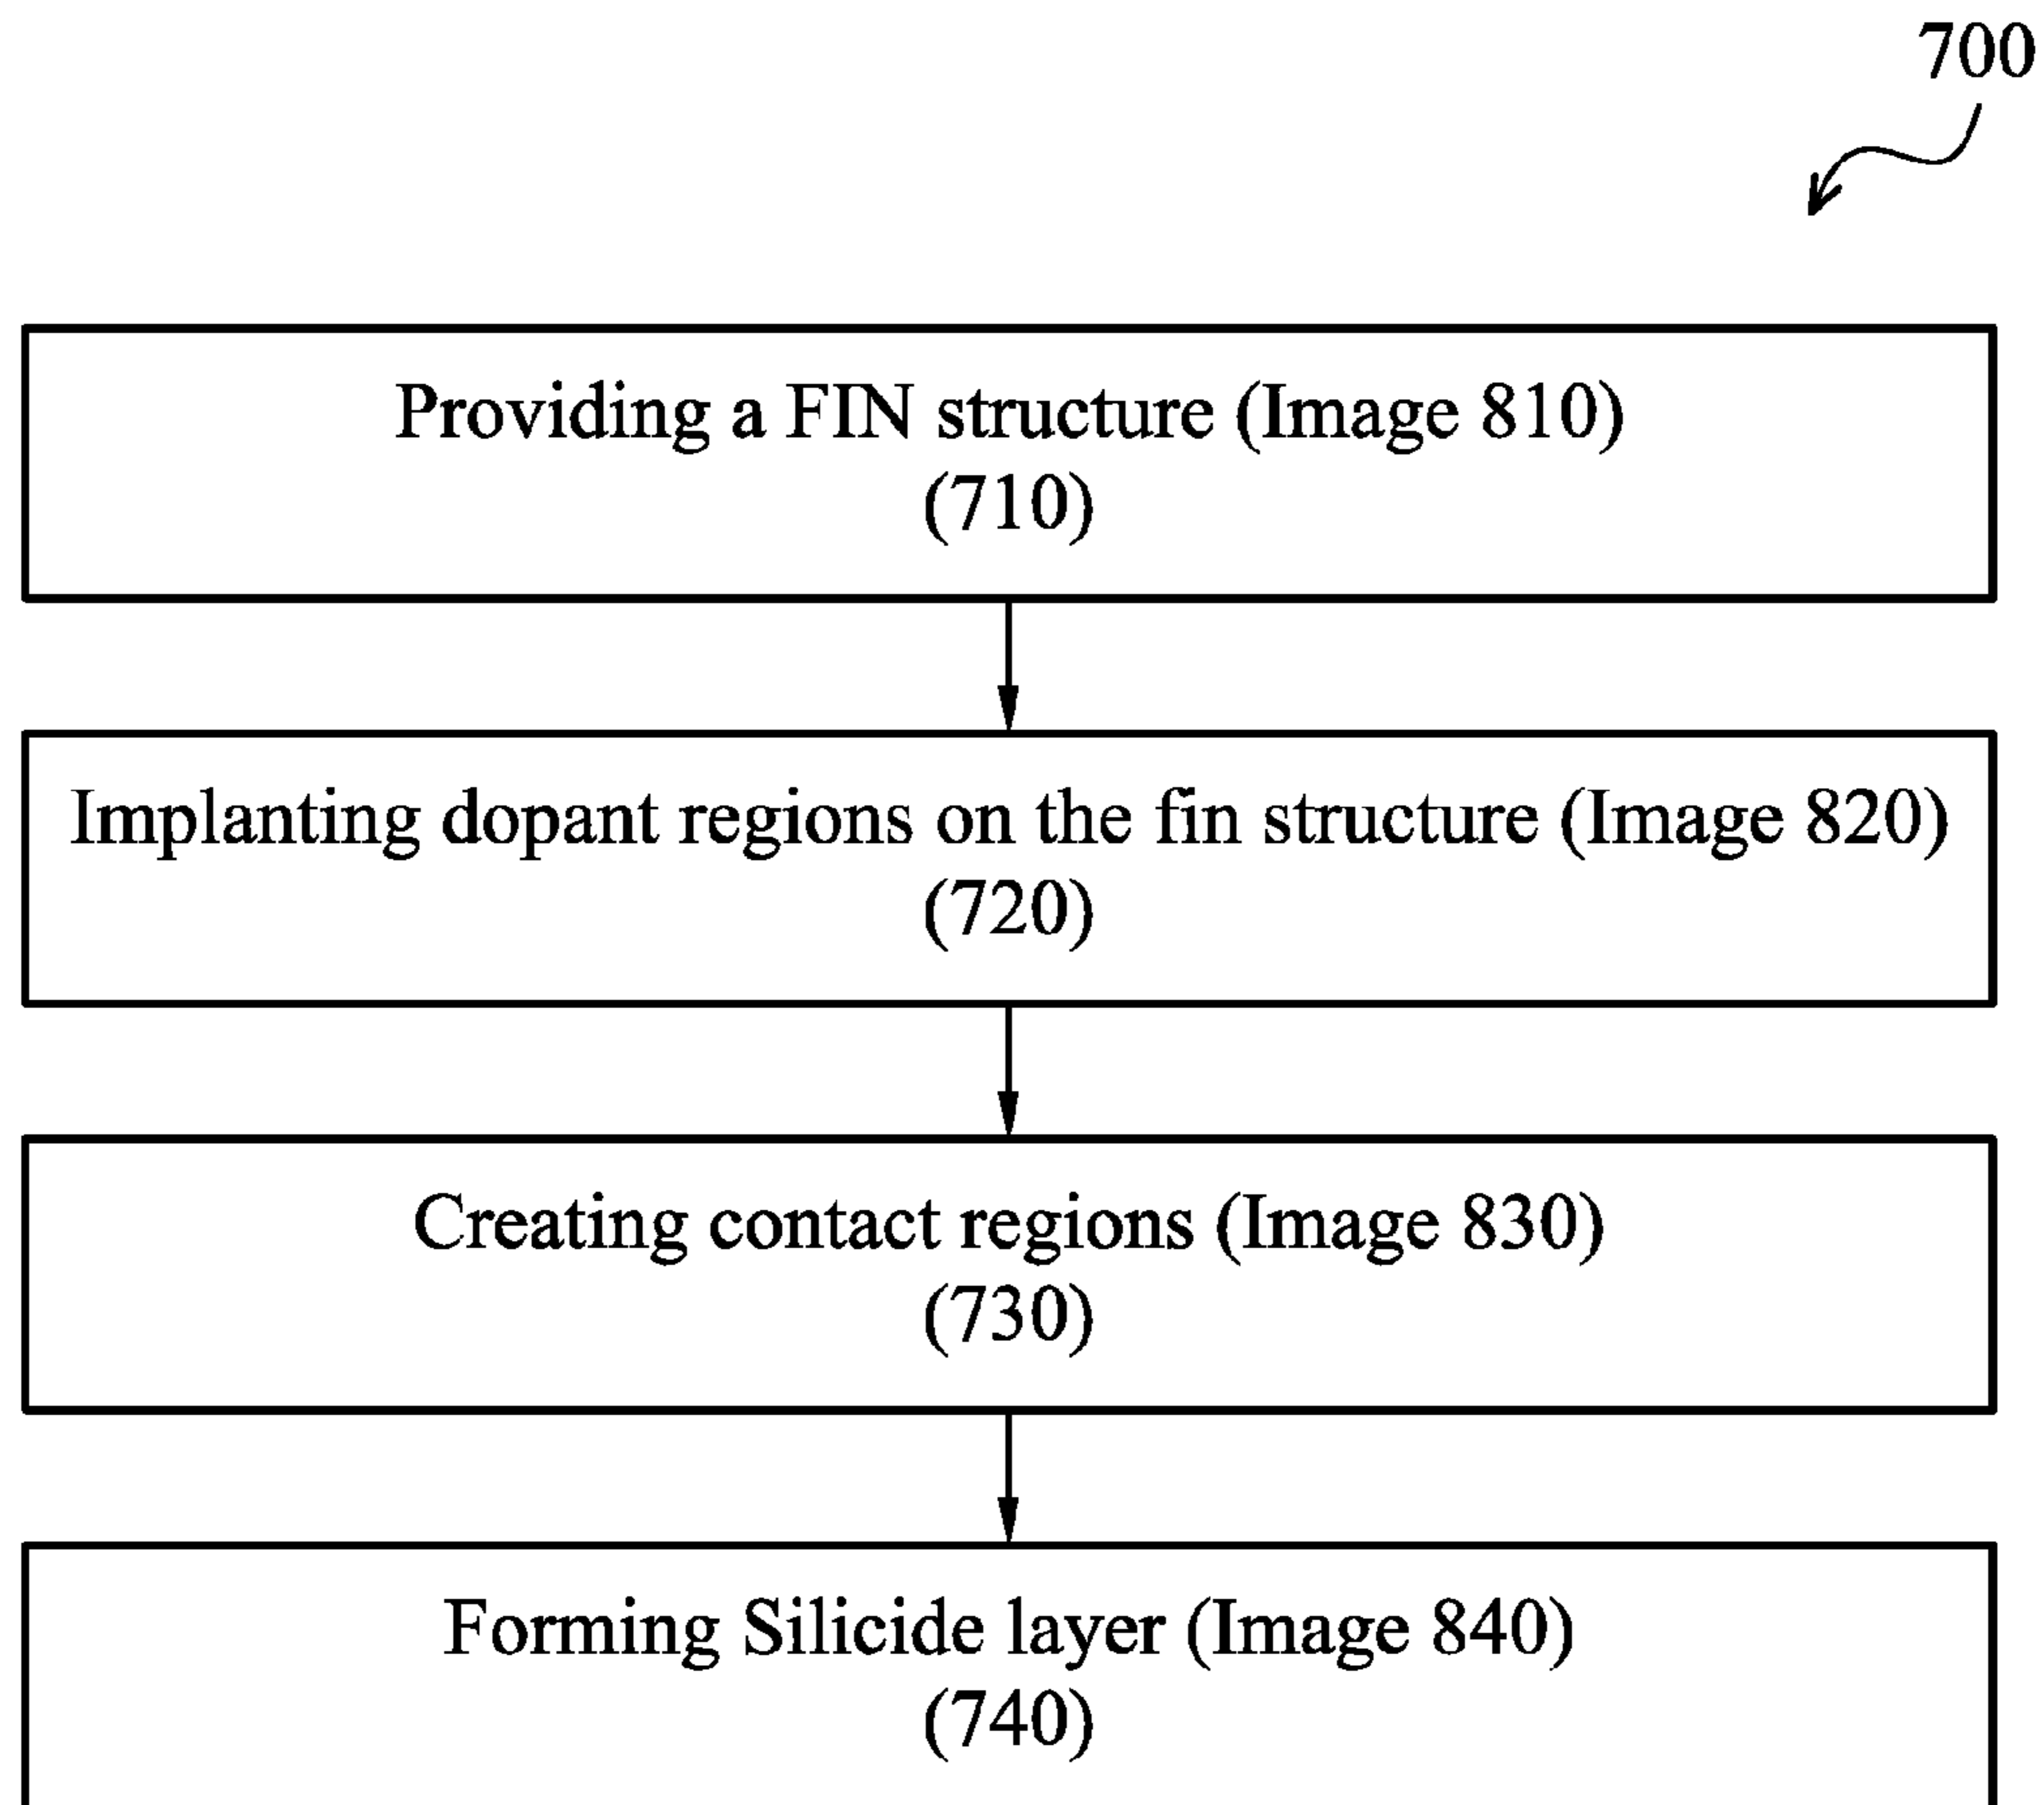 700
Providing a FIN structure (Image 810)
(710)
Implanting dopant regions on the fin structure (Image 820)
(720)
Creating contact regions (Image 830)
(730)
Forming Silicide layer (Image 840)
(740)